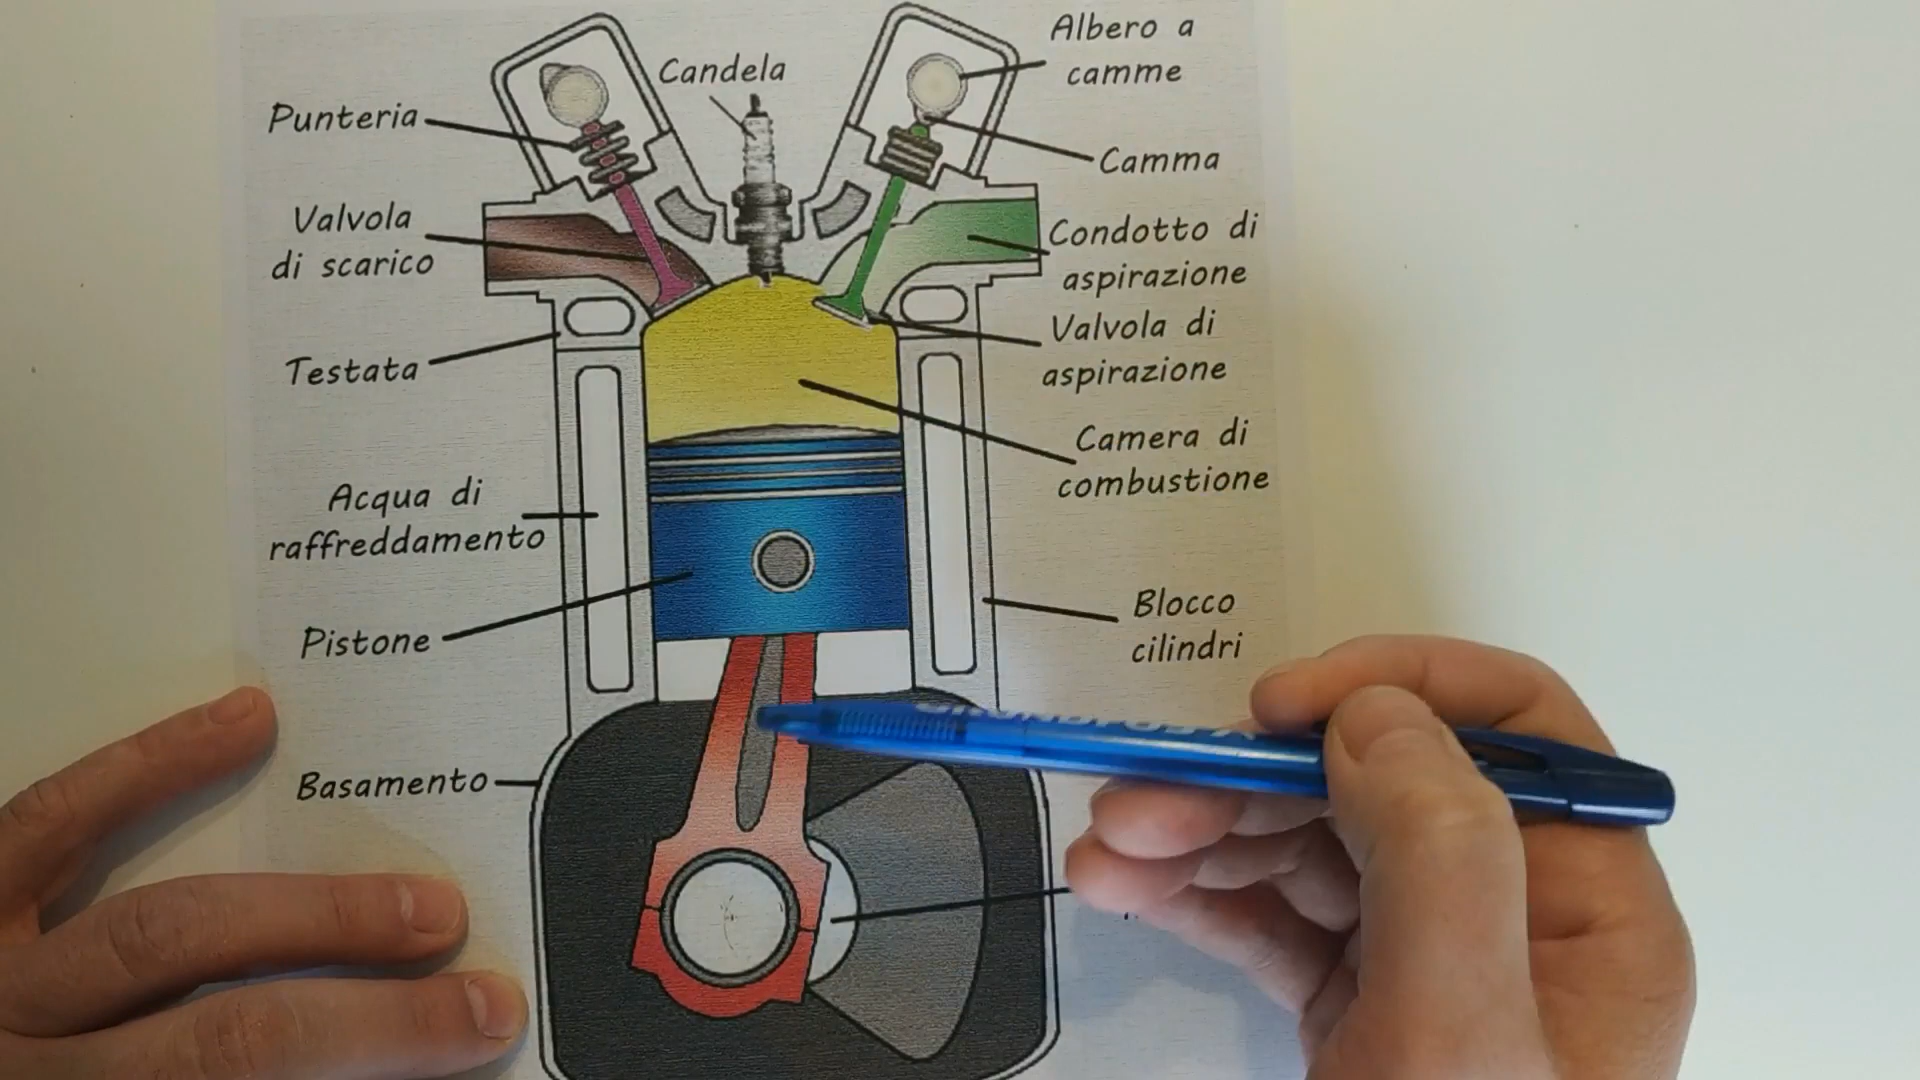 Albero a
camme
Candela
Punteria
Camma
Valvola
di scarico
Condotto di
aspirazione
Valvola di
aspirazione
Testata
Camera di
combustione
Acqua di
raffreddamento
Blocco
cilindri
Pistone
Basamento